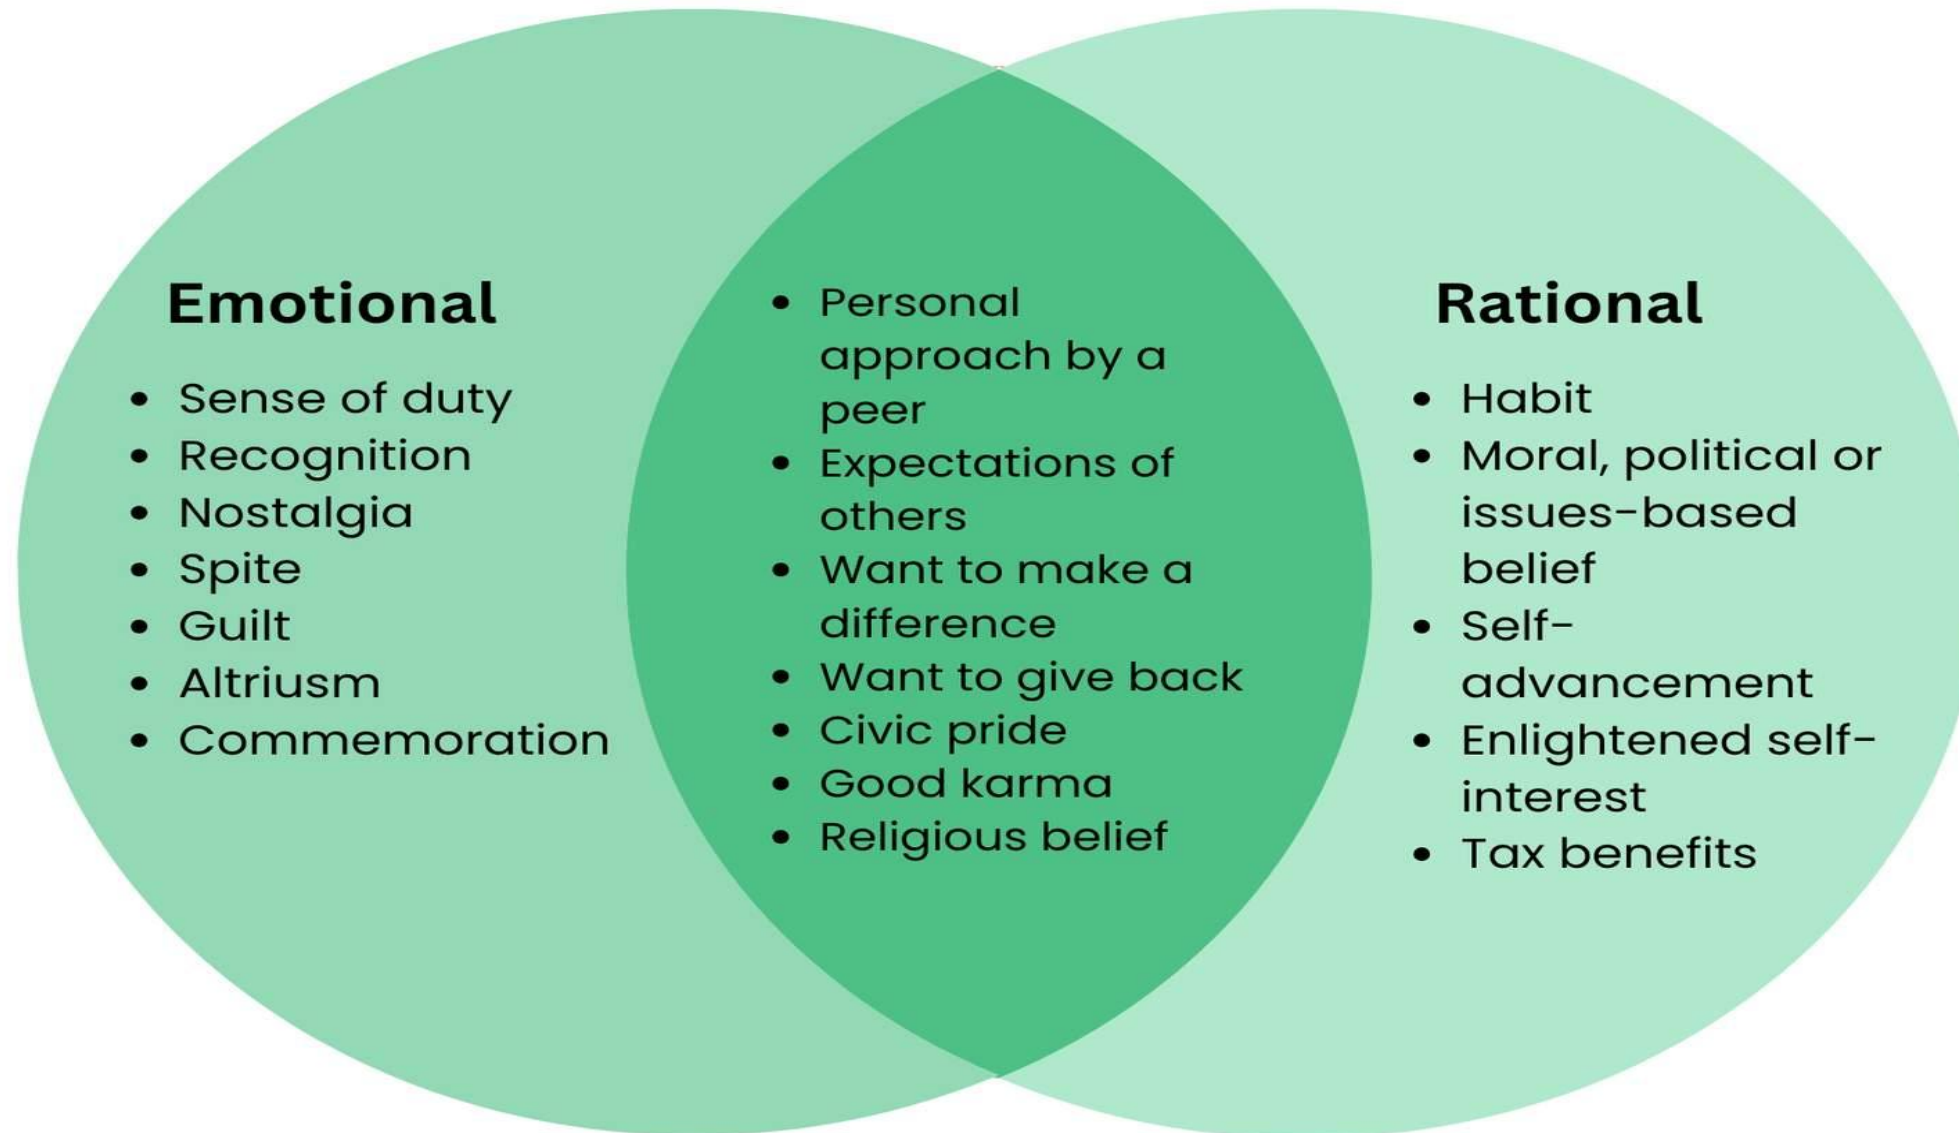 Emotional
• Sense of duty
• Recognition
• Nostalgia
• Spite
• Guilt
• Altriusm
• Commemoration
• Personal
approach by a
peer
• Expectations of
others
• Want to make a
difference
• Want to give back
• Civic pride
• Good karma
• Religious belief
Rational
• Habit
• Moral, political or
issues-based
belief
• Self-
advancement
• Enlightened self-
interest
• Tax benefits